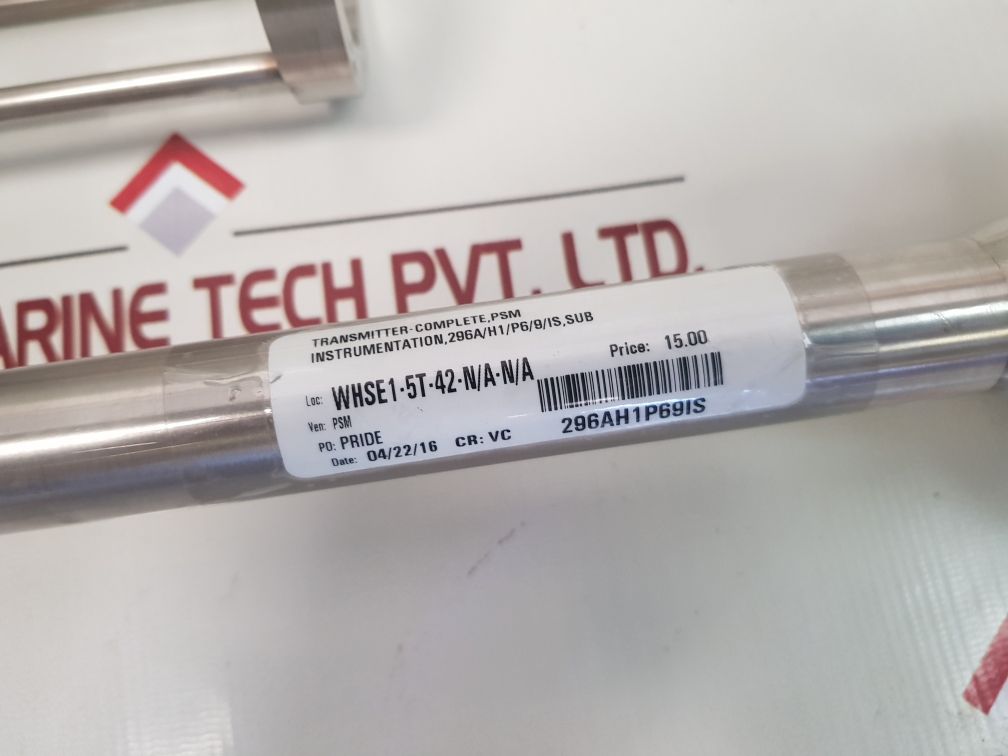 ARINE TECH PVT. LTD.
TRANSMITTER-COMPLETE,PSM
INSTRUMENTATION,296A/H1/P6/9/IS,SUB
Loc: WHSE1-5T-42-N/A-N/A
Price: 15.00
Ven: PSM
PO: PRIDE
Date: 04/22/16 CR: VC
296AH1P69IS